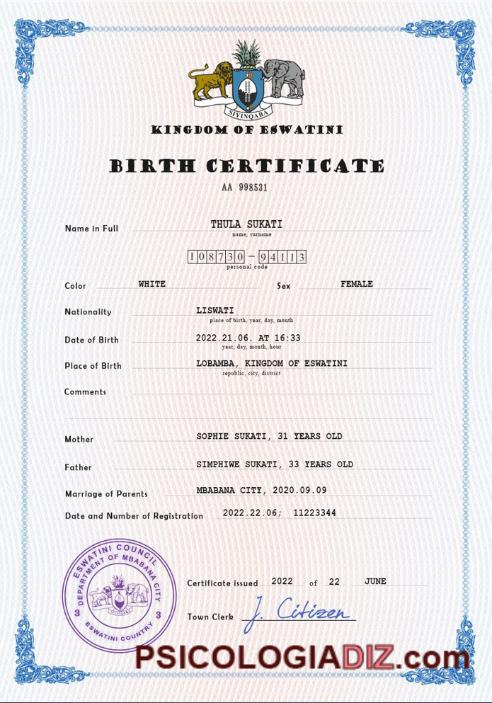 SIYINQABA
KINGDOM OF ESWATINI
BIRTH CERTIFICATE
AA 998531
Name in Full THULA SUKATI
name, surname
108730-94113
personal code
Color WHITE Sex FEMALE
Nationality LISWATI
place of birth, year, day, month
Date of Birth 2022.21.06. AT 16:33
year, day, month, hour
Place of Birth LOBAMBA, KINGDOM OF ESWATINI
republic, city, district
Comments
Mother SOPHIE SUKATI, 31 YEARS OLD
Father SIMPHIWE SUKATI, 33 YEARS OLD
Marriage of Parents MBABANA CITY, 2020.09.09
Date and Number of Registration 2022.22.06; 11223344
ESWATINI COUNCIL
DEPARTMENT OF MBABANA CITY
3 3
ESWATINI COUNTRY
Certificate issued 2022 of 22 JUNE
Town Clerk J. Citizen
PSICOLOGIADIZ.com